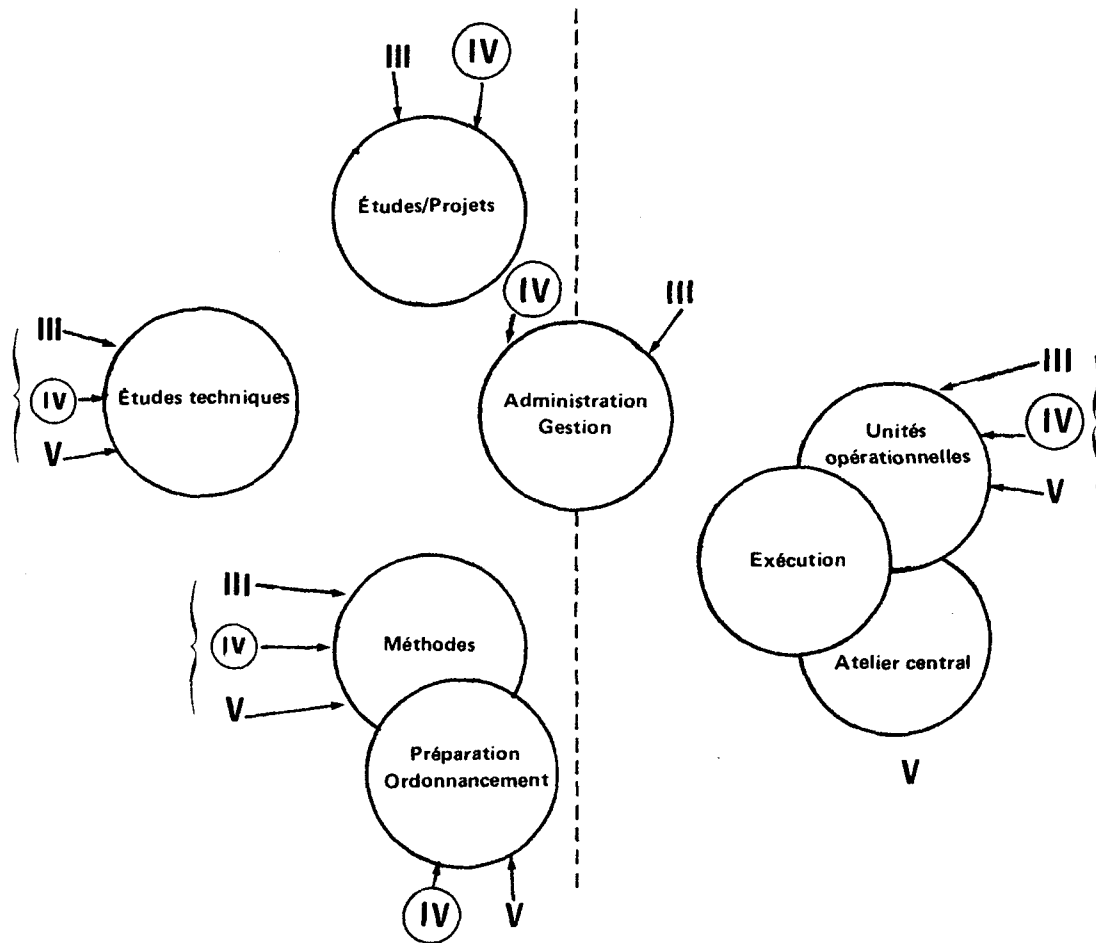 III
IV
Études/Projets
IV
III
III
IV
V
Études techniques
Administration
Gestion
III
IV
V
Unités
opérationnelles
Exécution
Atelier central
V
III
IV
V
Méthodes
Préparation
Ordonnancement
IV
V